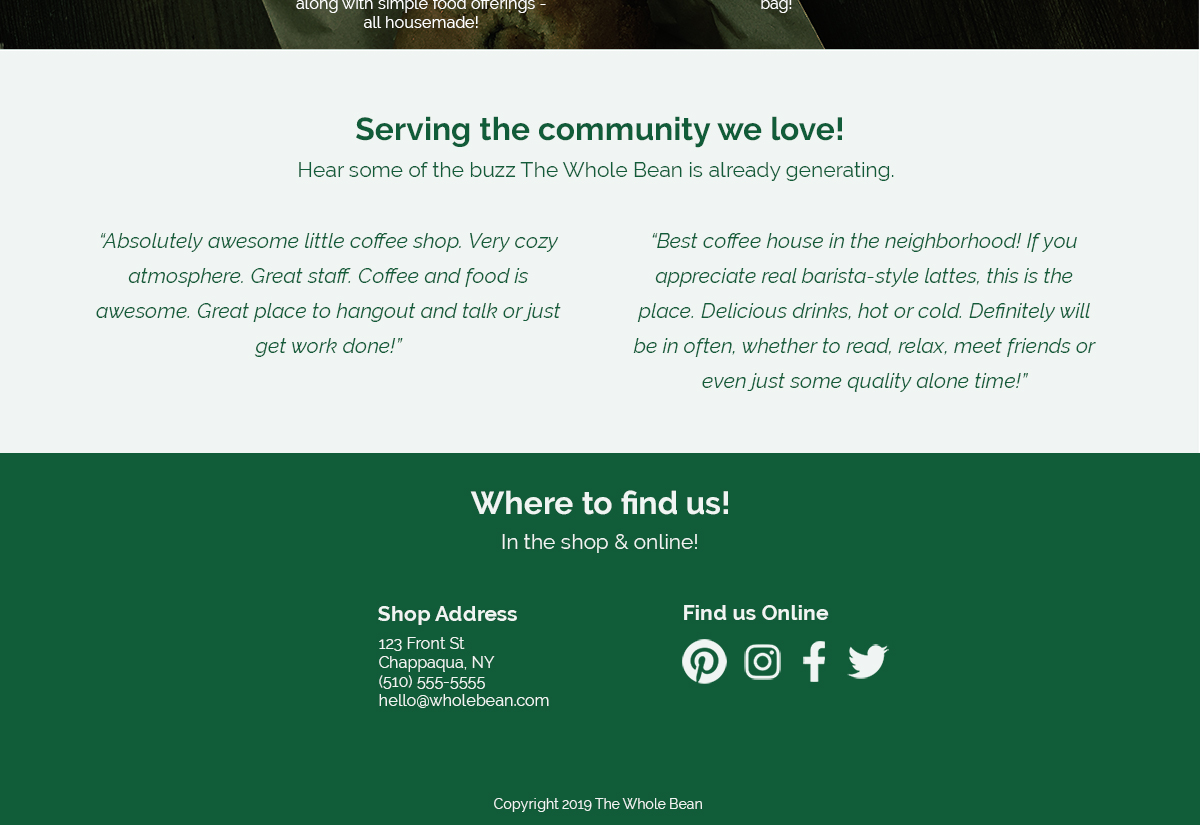 along with simple food offerings -
all housemade!
bag!
Serving the community we love!
Hear some of the buzz The Whole Bean is already generating.
“Absolutely awesome little coffee shop. Very cozy
atmosphere. Great staff. Coffee and food is
awesome. Great place to hangout and talk or just
get work done!”
“Best coffee house in the neighborhood! If you
appreciate real barista-style lattes, this is the
place. Delicious drinks, hot or cold. Definitely will
be in often, whether to read, relax, meet friends or
even just some quality alone time!”
Where to find us!
In the shop & online!
Shop Address
123 Front St
Chappaqua, NY
(510) 555-5555
hello@wholebean.com
Find us Online
Copyright 2019 The Whole Bean